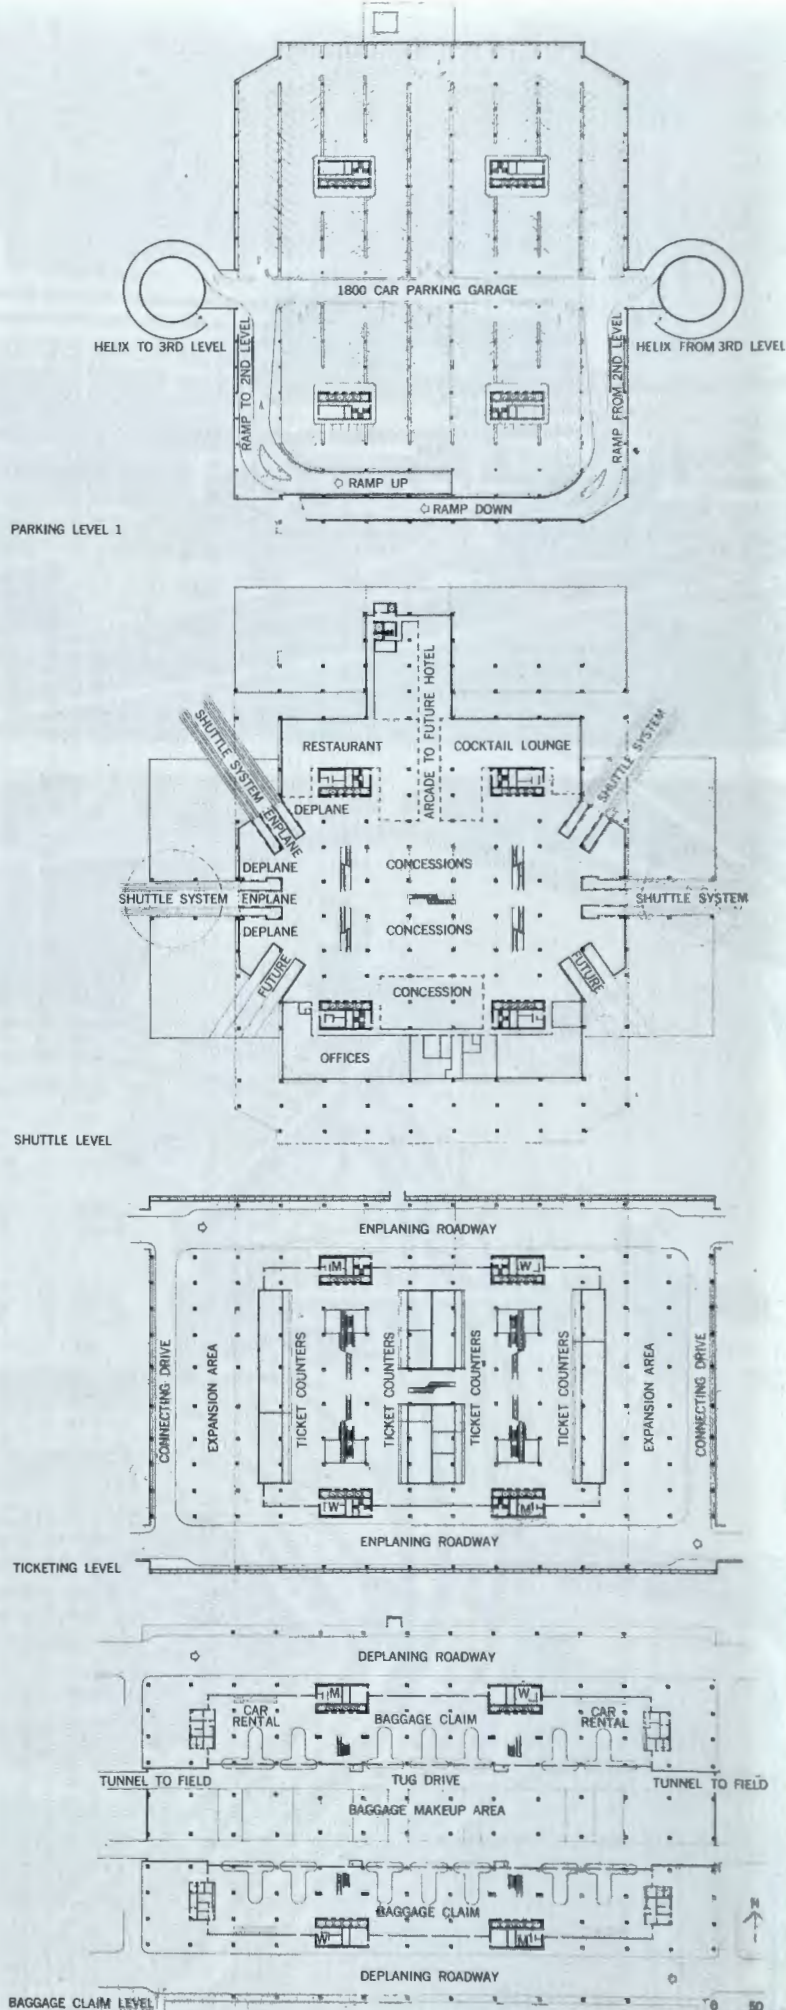 1800 CAR PARKING GARAGE
HELIX TO 3RD LEVEL
HELIX FROM 3RD LEVEL
RAMP TO 2ND LEVEL
RAMP FROM 2ND LEVEL
RAMP UP
RAMP DOWN
PARKING LEVEL 1
ARCADE TO FUTURE HOTEL
SHUTTLE SYSTEM
SHUTTLE SYSTEM
RESTAURANT
COCKTAIL LOUNGE
ENPLANE
DEPLANE
DEPLANE
CONCESSIONS
SHUTTLE SYSTEM
ENPLANE
SHUTTLE SYSTEM
DEPLANE
CONCESSIONS
FUTURE
FUTURE
CONCESSION
OFFICES
SHUTTLE LEVEL
ENPLANING ROADWAY
M
W
CONNECTING DRIVE
EXPANSION AREA
TICKET COUNTERS
TICKET COUNTERS
TICKET COUNTERS
TICKET COUNTERS
EXPANSION AREA
CONNECTING DRIVE
W
M
ENPLANING ROADWAY
TICKETING LEVEL
DEPLANING ROADWAY
M
W
CAR
RENTAL
BAGGAGE CLAIM
CAR
RENTAL
TUNNEL TO FIELD
TUG DRIVE
TUNNEL TO FIELD
BAGGAGE MAKEUP AREA
BAGGAGE CLAIM
N
W
M
DEPLANING ROADWAY
BAGGAGE CLAIM LEVEL
0 50